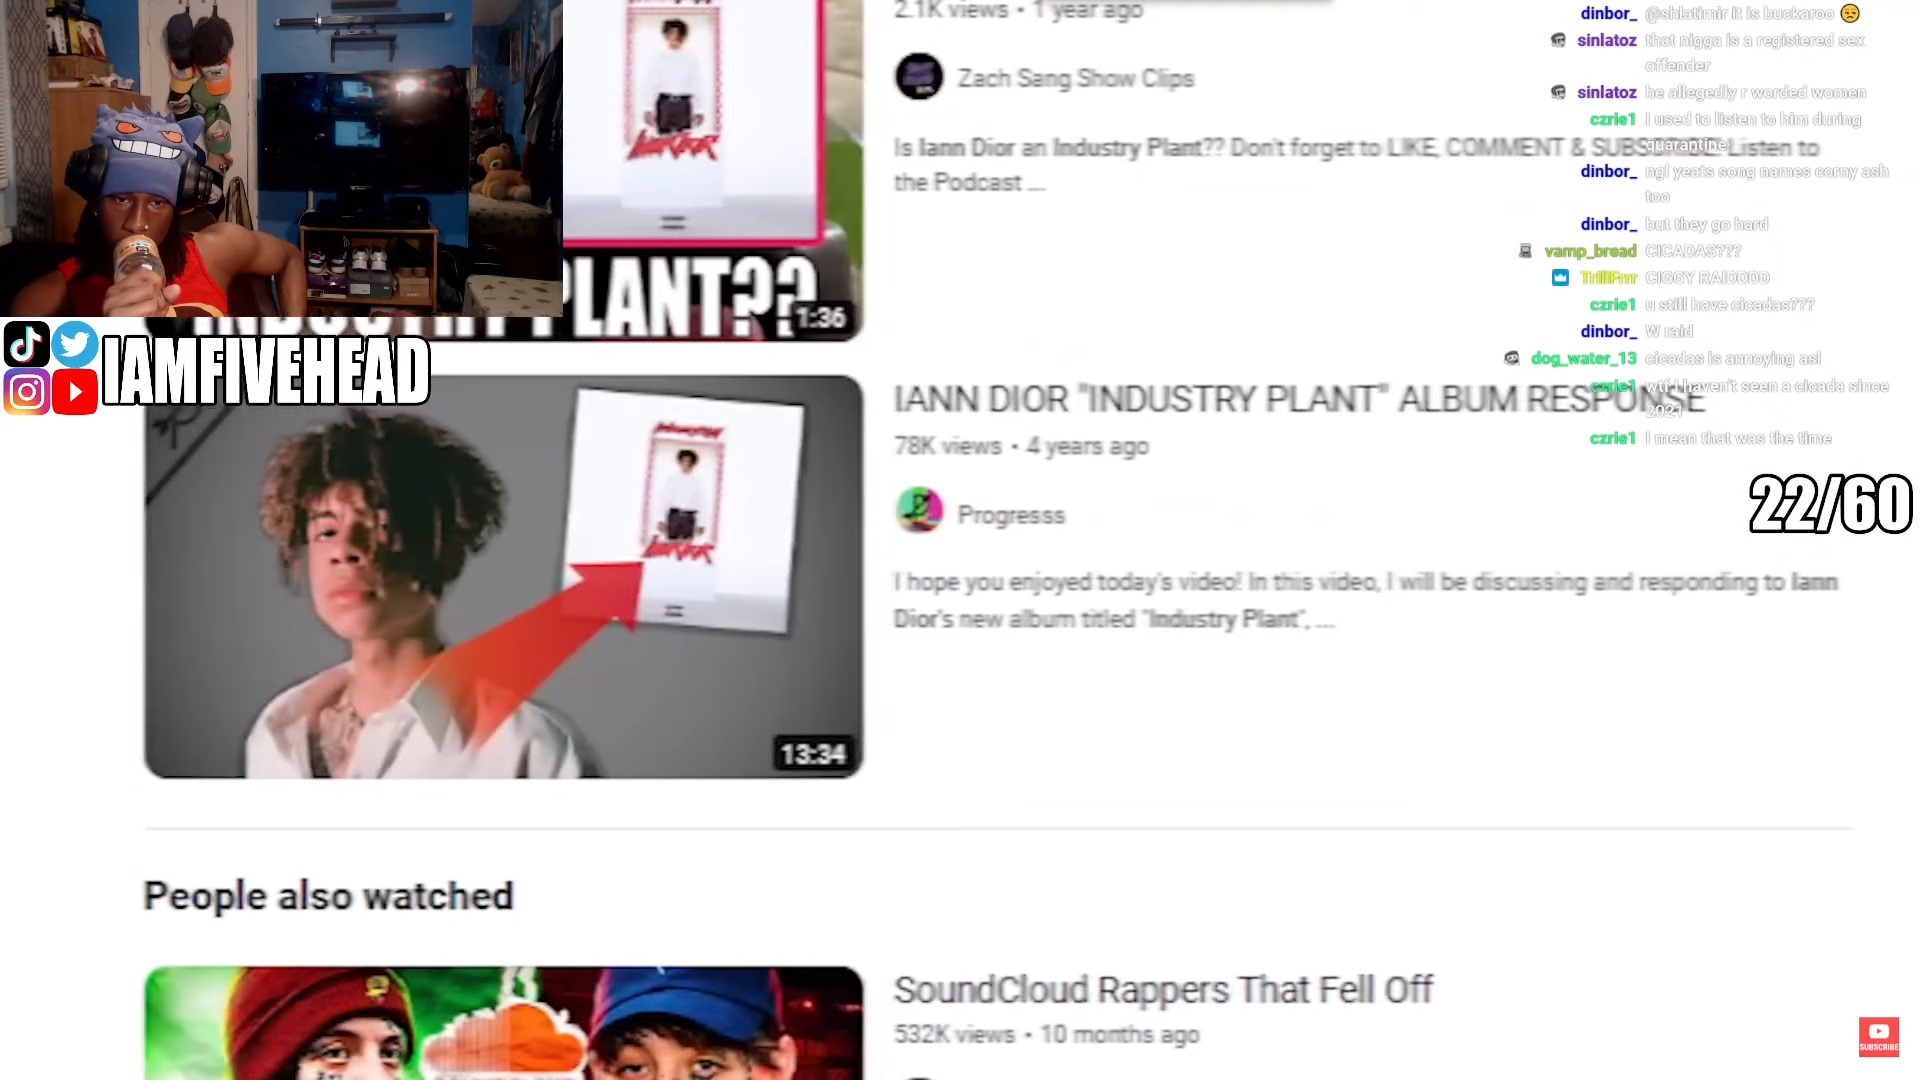 2.1K views • 1 year ago
Zach Sang Show Clips
Is Iann Dior an Industry Plant?? Don't forget to LIKE, COMMENT & Listen to
the Podcast ...
PLANT??
1:36
IAMFIVEHEAD
IANN DIOR "INDUSTRY PLANT" ALBUM RESPONSE
78K views • 4 years ago
Progresss
I hope you enjoyed today's video! In this video, I will be discussing and responding to Iann
Dior's new album titled "Industry Plant", ...
13:34
People also watched
SoundCloud Rappers That Fell Off
532K views • 10 months ago
dinbor_ @shlatimir it is buckaroo 😒
sinlatoz that nigga is a registered sex
offender
sinlatoz he allegedly r worded women
czrie1 I used to listen to him during
quarantine
dinbor_ ngl yeats song names corny ash
too
dinbor_ but they go hard
vamp_bread CICADAS???
TrillFrrr CIGGY RAIDDDD
czrie1 u still have cicadas???
dinbor_ W raid
dog_water_13 cicadas is annoying asl
czrie1 wtf I haven't seen a cicada since
2021
czrie1 I mean that was the time
22/60
SUBSCRIBE